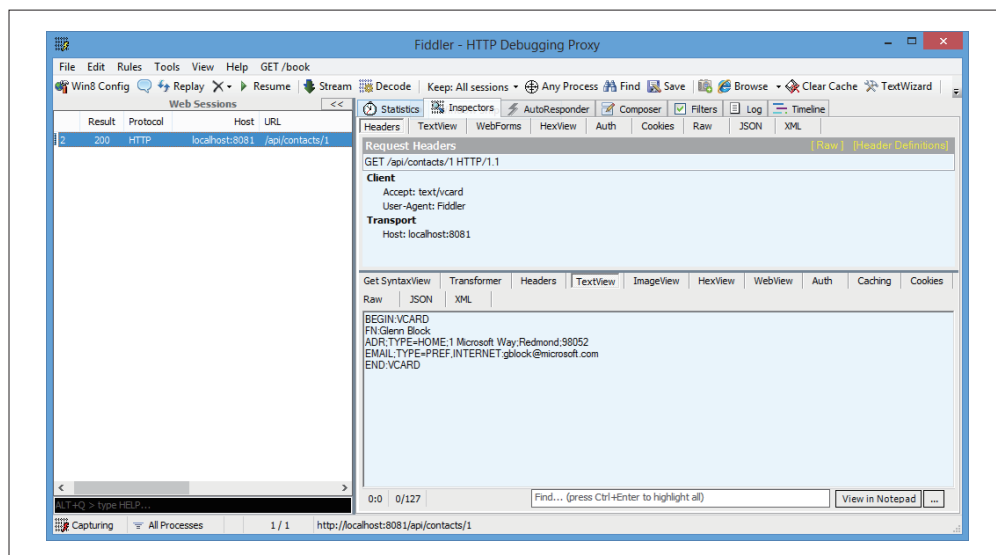 Fiddler - HTTP Debugging Proxy
File Edit Rules Tools View Help GET /book
Win8 Config Replay Resume Stream Decode Keep: All sessions Any Process Find Save Browse Clear Cache TextWizard
Web Sessions <<
Statistics Inspectors AutoResponder Composer Filters Log Timeline
Result Protocol Host URL
Headers TextView WebForms HexView Auth Cookies Raw JSON XML
2 200 HTTP localhost:8081 /api/contacts/1
Request Headers [ Raw ] [Header Definitions]
GET /api/contacts/1 HTTP/1.1
Client
Accept: text/vcard
User-Agent: Fiddler
Transport
Host: localhost:8081
Get SyntaxView Transformer Headers TextView ImageView HexView WebView Auth Caching Cookies
Raw JSON XML
BEGIN:VCARD
FN:Glenn Block
ADR;TYPE=HOME;1 Microsoft Way;Redmond;98052
EMAIL;TYPE=PREF,INTERNET:gblock@microsoft.com
END:VCARD
0:0 0/127 Find... (press Ctrl+Enter to highlight all) View in Notepad ...
ALT+Q > type HELP...
Capturing All Processes 1 / 1 http://localhost:8081/api/contacts/1